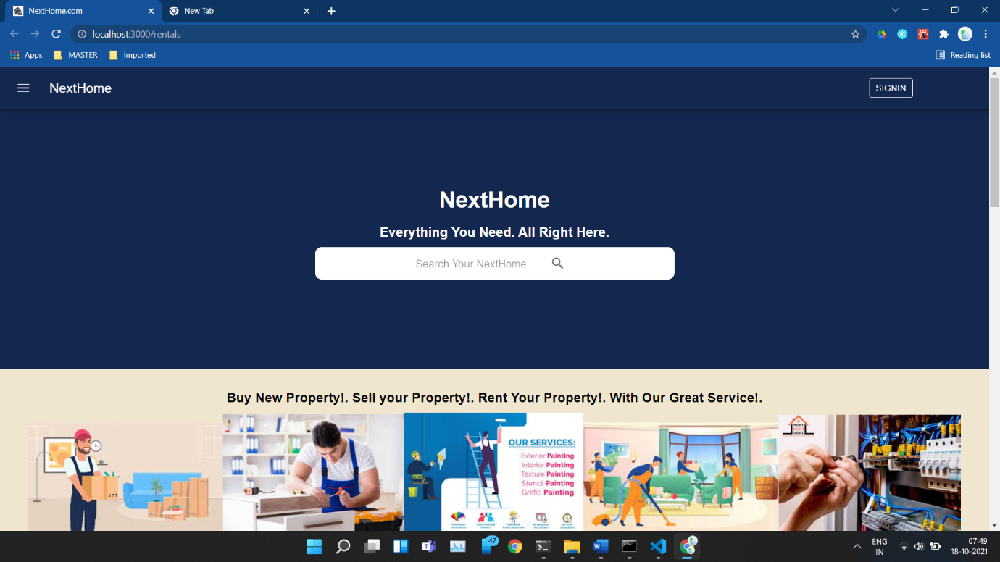 NextHome.com
New Tab
localhost:3000/rentals
Apps
MASTER
Imported
Reading list
NextHome
SIGNIN
NextHome
Everything You Need. All Right Here.
Search Your NextHome
Buy New Property!. Sell your Property!. Rent Your Property!. With Our Great Service!.
OUR SERVICES:
Exterior Painting
Interior Painting
Texture Painting
Stencil Painting
Griffiti Painting
47
ENG
IN
07:49
18-10-2021